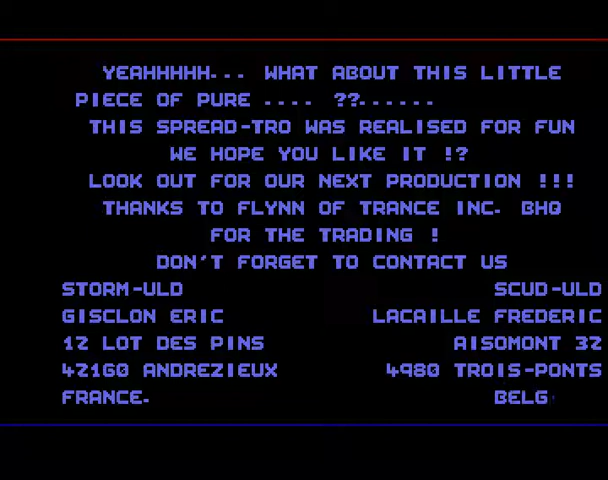 YEAHHHHH... WHAT ABOUT THIS LITTLE
PIECE OF PURE .... ??......
THIS SPREAD-TRO WAS REALISED FOR FUN
WE HOPE YOU LIKE IT !?
LOOK OUT FOR OUR NEXT PRODUCTION !!!
THANKS TO FLYNN OF TRANCE INC. BHQ
FOR THE TRADING !
DON'T FORGET TO CONTACT US
STORM-ULD SCUD-ULD
GISCLON ERIC LACAILLE FREDERIC
12 LOT DES PINS AISOMONT 32
42160 ANDREZIEUX 4980 TROIS-PONTS
FRANCE. BELG